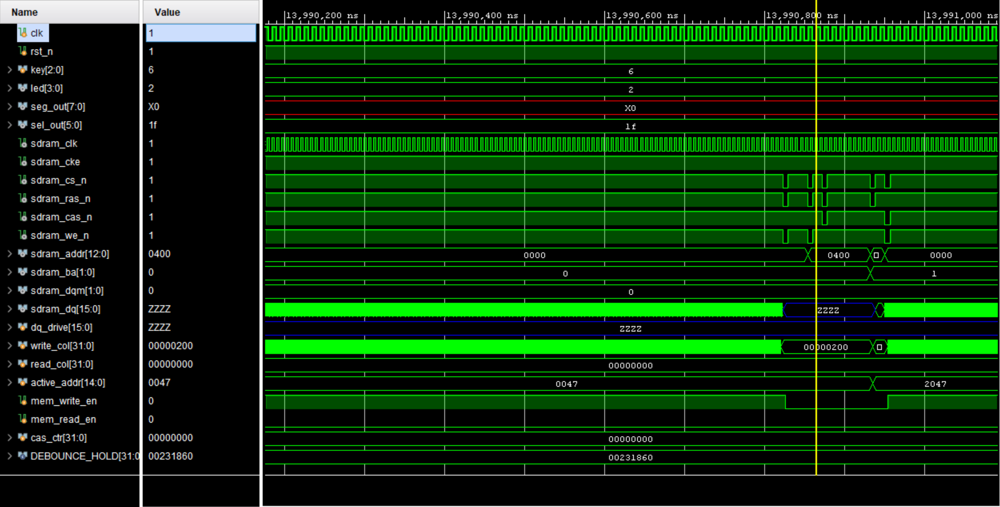 Name Value
13,990,200 ns 13,990,400 ns 13,990,600 ns 13,990,800 ns 13,991,000 ns
clk 1
rst_n 1
key[2:0] 6 6
led[3:0] 2 2
seg_out[7:0] X0 X0
sel_out[5:0] 1f 1f
sdram_clk 1
sdram_cke 1
sdram_cs_n 1
sdram_ras_n 1
sdram_cas_n 1
sdram_we_n 1
sdram_addr[12:0] 0400 0000 0400 0000
sdram_ba[1:0] 0 0 1
sdram_dqm[1:0] 0 0
sdram_dq[15:0] ZZZZ ZZZZ
dq_drive[15:0] ZZZZ ZZZZ
write_col[31:0] 00000200 00000200
read_col[31:0] 00000000 00000000
active_addr[14:0] 0047 0047 2047
mem_write_en 0
mem_read_en 0
cas_ctr[31:0] 00000000 00000000
DEBOUNCE_HOLD[31:0 00231860 00231860